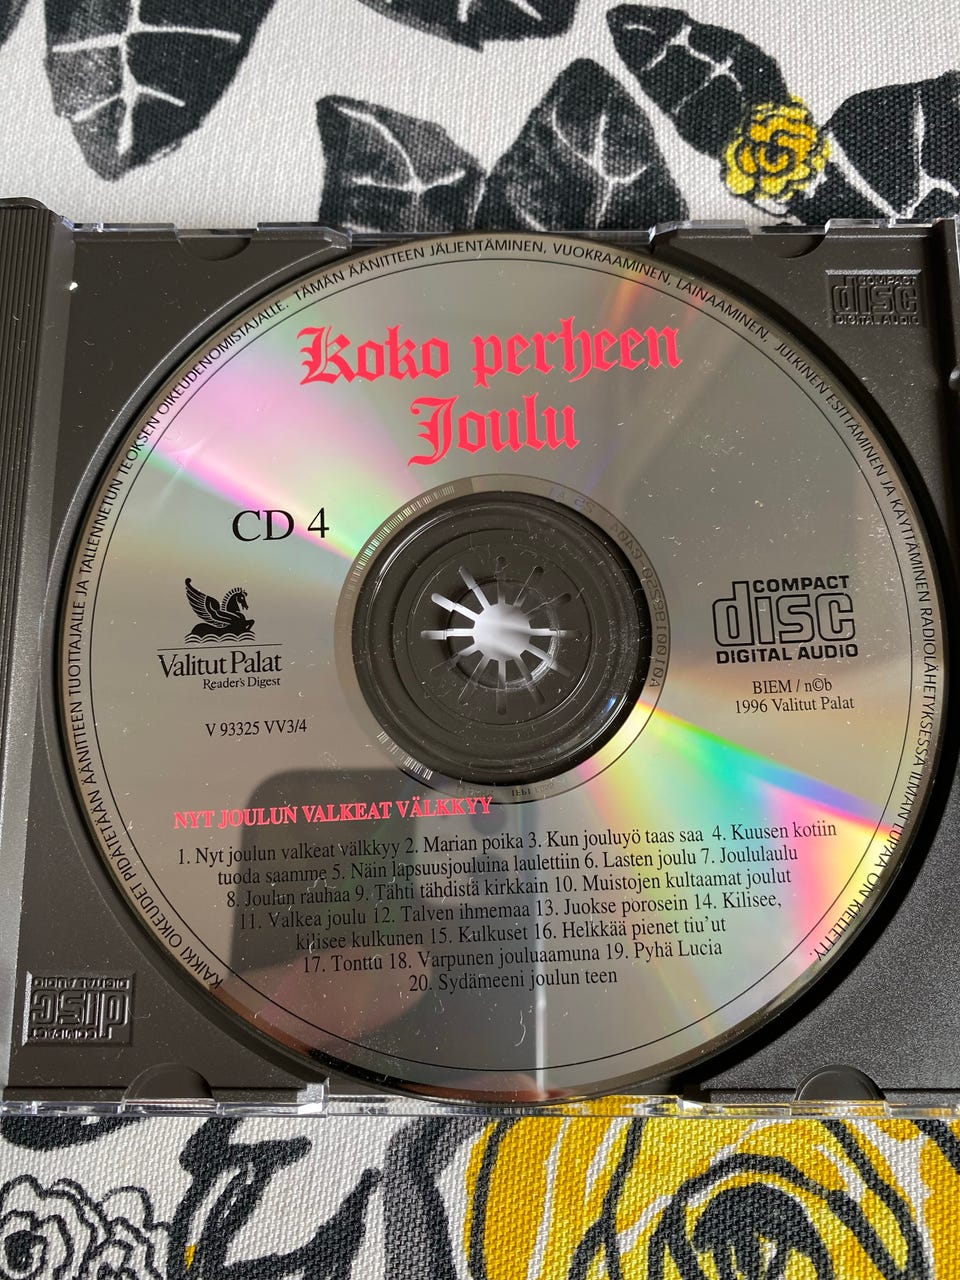 KAIKKI OIKEUDET PIDÄTETÄÄN ÄÄNITTEEN TUOTTAJALLE JA TALLENNETUN TEOKSEN OIKEUDENOMISTAJALLE. TÄMÄN ÄÄNITTEEN JÄLJENTÄMINEN, VUOKRAAMINEN, LAINAAMINEN, JULKINEN ESITTÄMINEN JA KÄYTTÄMINEN RADIOLÄHETYKSESSÄ ILMAN LUPAA ON KIELLETTY.
COMPACT
disc
DIGITAL AUDIO
Koko perheen
Joulu
CD 4
Valitut Palat
Reader's Digest
V 93325 VV3/4
COMPACT
disc
DIGITAL AUDIO
BIEM / n©b
1996 Valitut Palat
NYT JOULUN VALKEAT VÄLKKYY
1. Nyt joulun valkeat välkkyy 2. Marian poika 3. Kun jouluyö taas saa 4. Kuusen kotiin
tuoda saamme 5. Näin lapsuusjouluina laulettiin 6. Lasten joulu 7. Joululaulu
8. Joulun rauhaa 9. Tähti tähdistä kirkkain 10. Muistojen kultaamat joulut
11. Valkea joulu 12. Talven ihmemaa 13. Juokse porosein 14. Kilisee,
kilisee kulkunen 15. Kulkuset 16. Helkkää pienet tiu'ut
17. Tonttu 18. Varpunen jouluaamuna 19. Pyhä Lucia
20. Sydämeeni joulun teen
COMPACT
disc
DIGITAL AUDIO